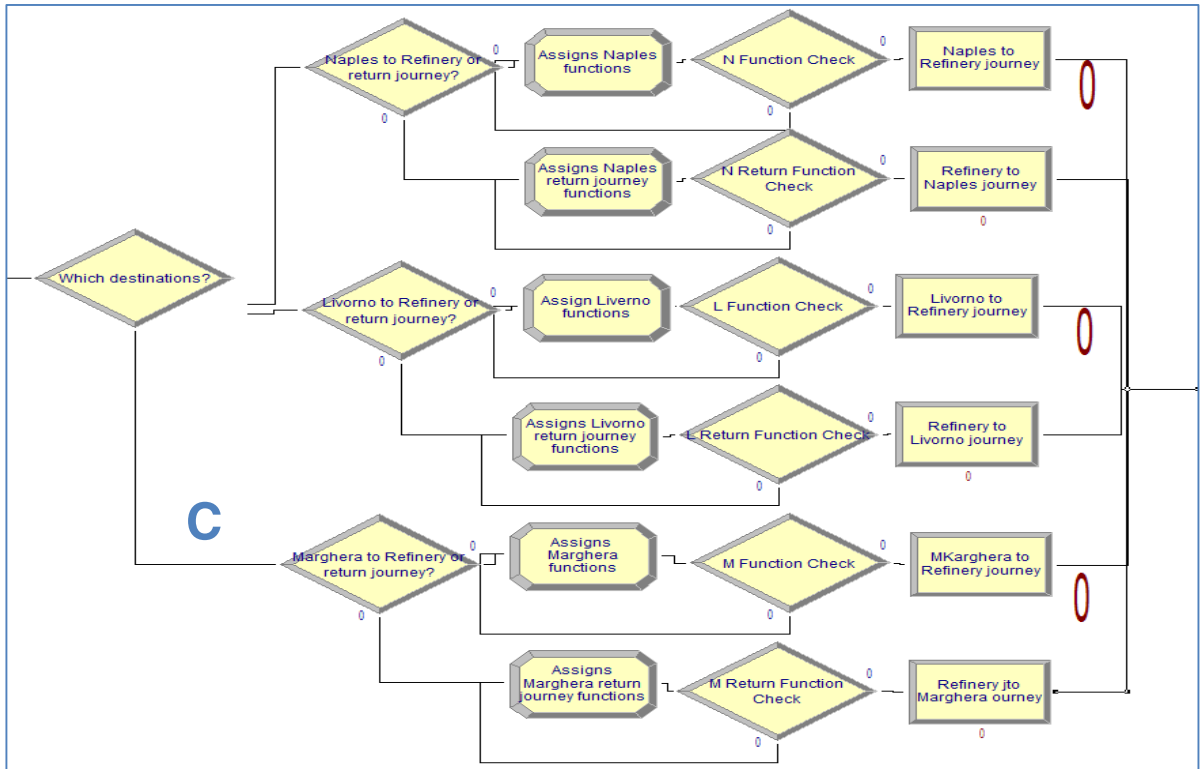 Naples to Refinery or
return journey?
0
0
Assigns Naples
functions
N Function Check
0
0
Naples to
Refinery journey
0
Assigns Naples
return journey
functions
N Return Function
Check
0
0
Refinery to
Naples journey
0
Which destinations?
Livorno to Refinery or
return journey?
0
0
Assign Liverno
functions
L Function Check
0
0
Livorno to
Refinery journey
0
Assigns Livorno
return journey
functions
L Return Function Check
0
0
Refinery to
Livorno journey
0
C
Marghera to Refinery or
return journey?
0
0
Assigns
Marghera
functions
M Function Check
0
0
MKarghera to
Refinery journey
0
Assigns
Marghera return
journey functions
M Return Function
Check
0
0
Refinery jto
Marghera ourney
0